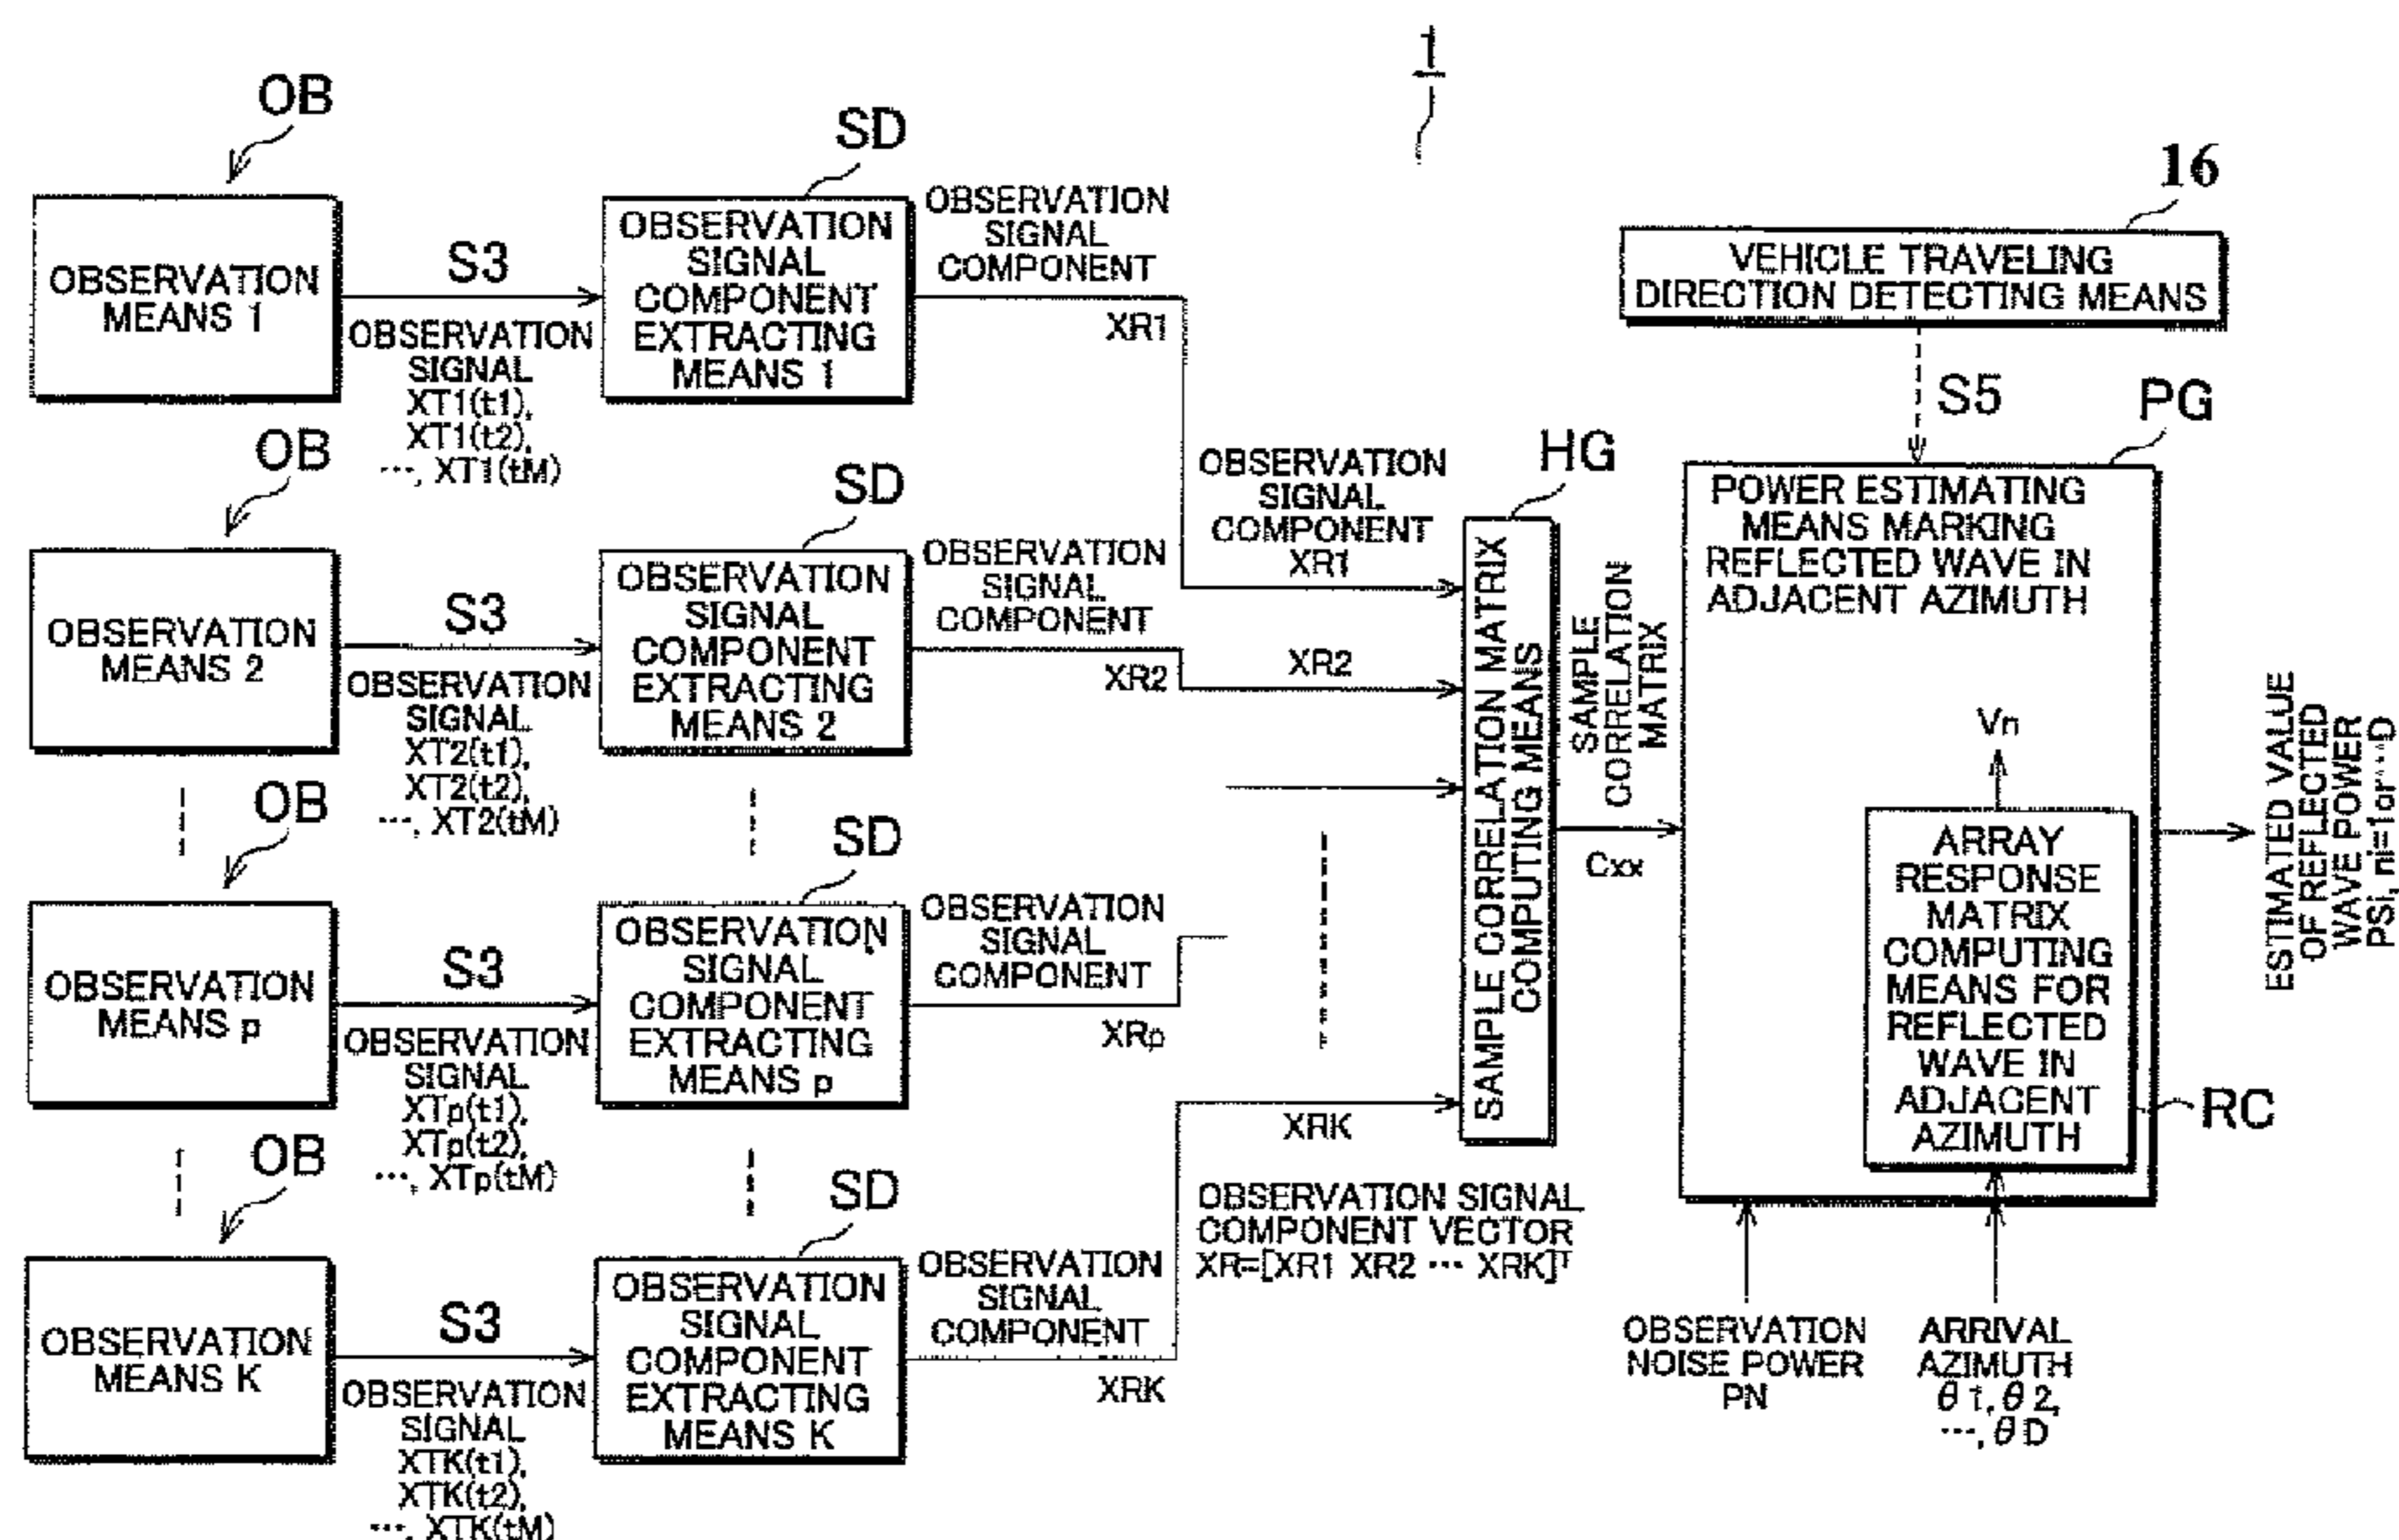 1
OB
OBSERVATION
MEANS 1
S3
OBSERVATION
SIGNAL
XT1(t1),
XT1(t2),
…, XT1(tM)
SD
OBSERVATION
SIGNAL
COMPONENT
EXTRACTING
MEANS 1
OBSERVATION
SIGNAL
COMPONENT
XR1
OB
OBSERVATION
MEANS 2
S3
OBSERVATION
SIGNAL
XT2(t1),
XT2(t2),
…, XT2(tM)
SD
OBSERVATION
SIGNAL
COMPONENT
EXTRACTING
MEANS 2
OBSERVATION
SIGNAL
COMPONENT
XR2
OB
OBSERVATION
MEANS p
S3
OBSERVATION
SIGNAL
XTp(t1),
XTp(t2),
…, XTp(tM)
SD
OBSERVATION
SIGNAL
COMPONENT
EXTRACTING
MEANS p
OBSERVATION
SIGNAL
COMPONENT
XRp
OB
OBSERVATION
MEANS K
S3
OBSERVATION
SIGNAL
XTK(t1),
XTK(t2),
…, XTK(tM)
SD
OBSERVATION
SIGNAL
COMPONENT
EXTRACTING
MEANS K
OBSERVATION
SIGNAL
COMPONENT
XRK
OBSERVATION
SIGNAL
COMPONENT
XR1
XR2
XRK
OBSERVATION SIGNAL
COMPONENT VECTOR
XR=[XR1 XR2 … XRK]T
HG
SAMPLE CORRELATION MATRIX
COMPUTING MEANS
SAMPLE
CORRELATION
MATRIX
Cxx
16
VEHICLE TRAVELING
DIRECTION DETECTING MEANS
S5
PG
POWER ESTIMATING
MEANS MARKING
REFLECTED WAVE IN
ADJACENT AZIMUTH
Vn
ARRAY
RESPONSE
MATRIX
COMPUTING
MEANS FOR
REFLECTED
WAVE IN
ADJACENT
AZIMUTH
RC
OBSERVATION
NOISE POWER
PN
ARRIVAL
AZIMUTH
θ1,θ2,
…,θD
ESTIMATED VALUE
OF REFLECTED
WAVE POWER
PSi, ni=1or…D